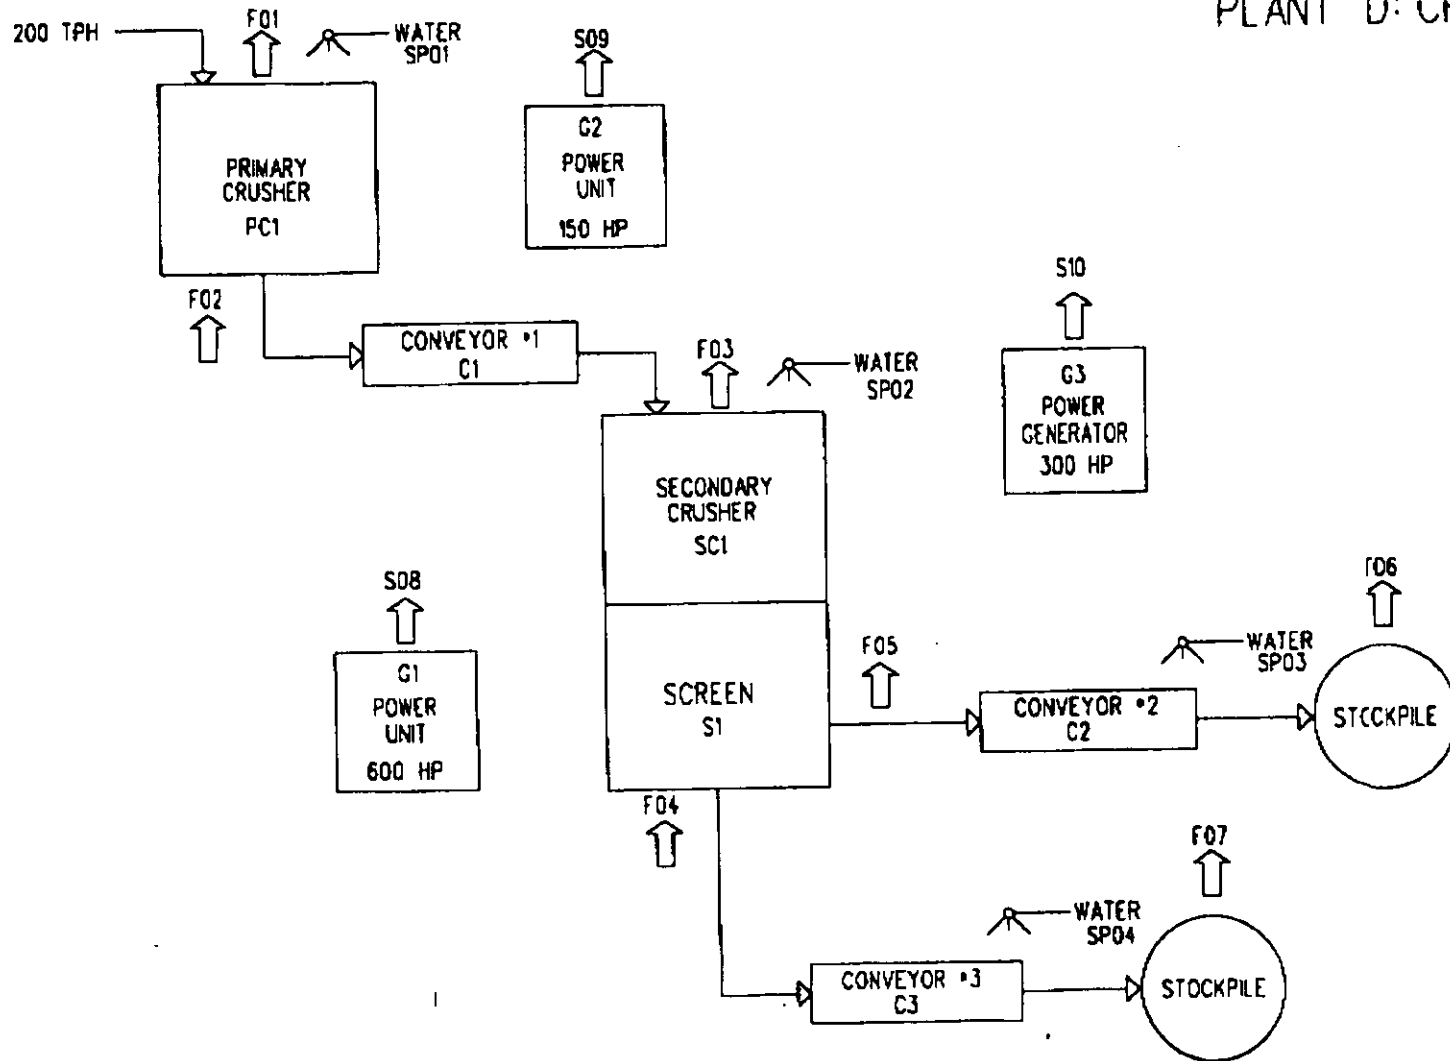 PLANT D: CR
200 TPH
F01
WATER
SP01
S09
G2
POWER
UNIT
150 HP
PRIMARY
CRUSHER
PC1
F02
CONVEYOR #1
C1
F03
WATER
SP02
S10
G3
POWER
GENERATOR
300 HP
SECONDARY
CRUSHER
SC1
S08
G1
POWER
UNIT
600 HP
SCREEN
S1
F05
CONVEYOR #2
C2
WATER
SP03
F06
STOCKPILE
F04
F07
WATER
SP04
CONVEYOR #3
C3
STOCKPILE